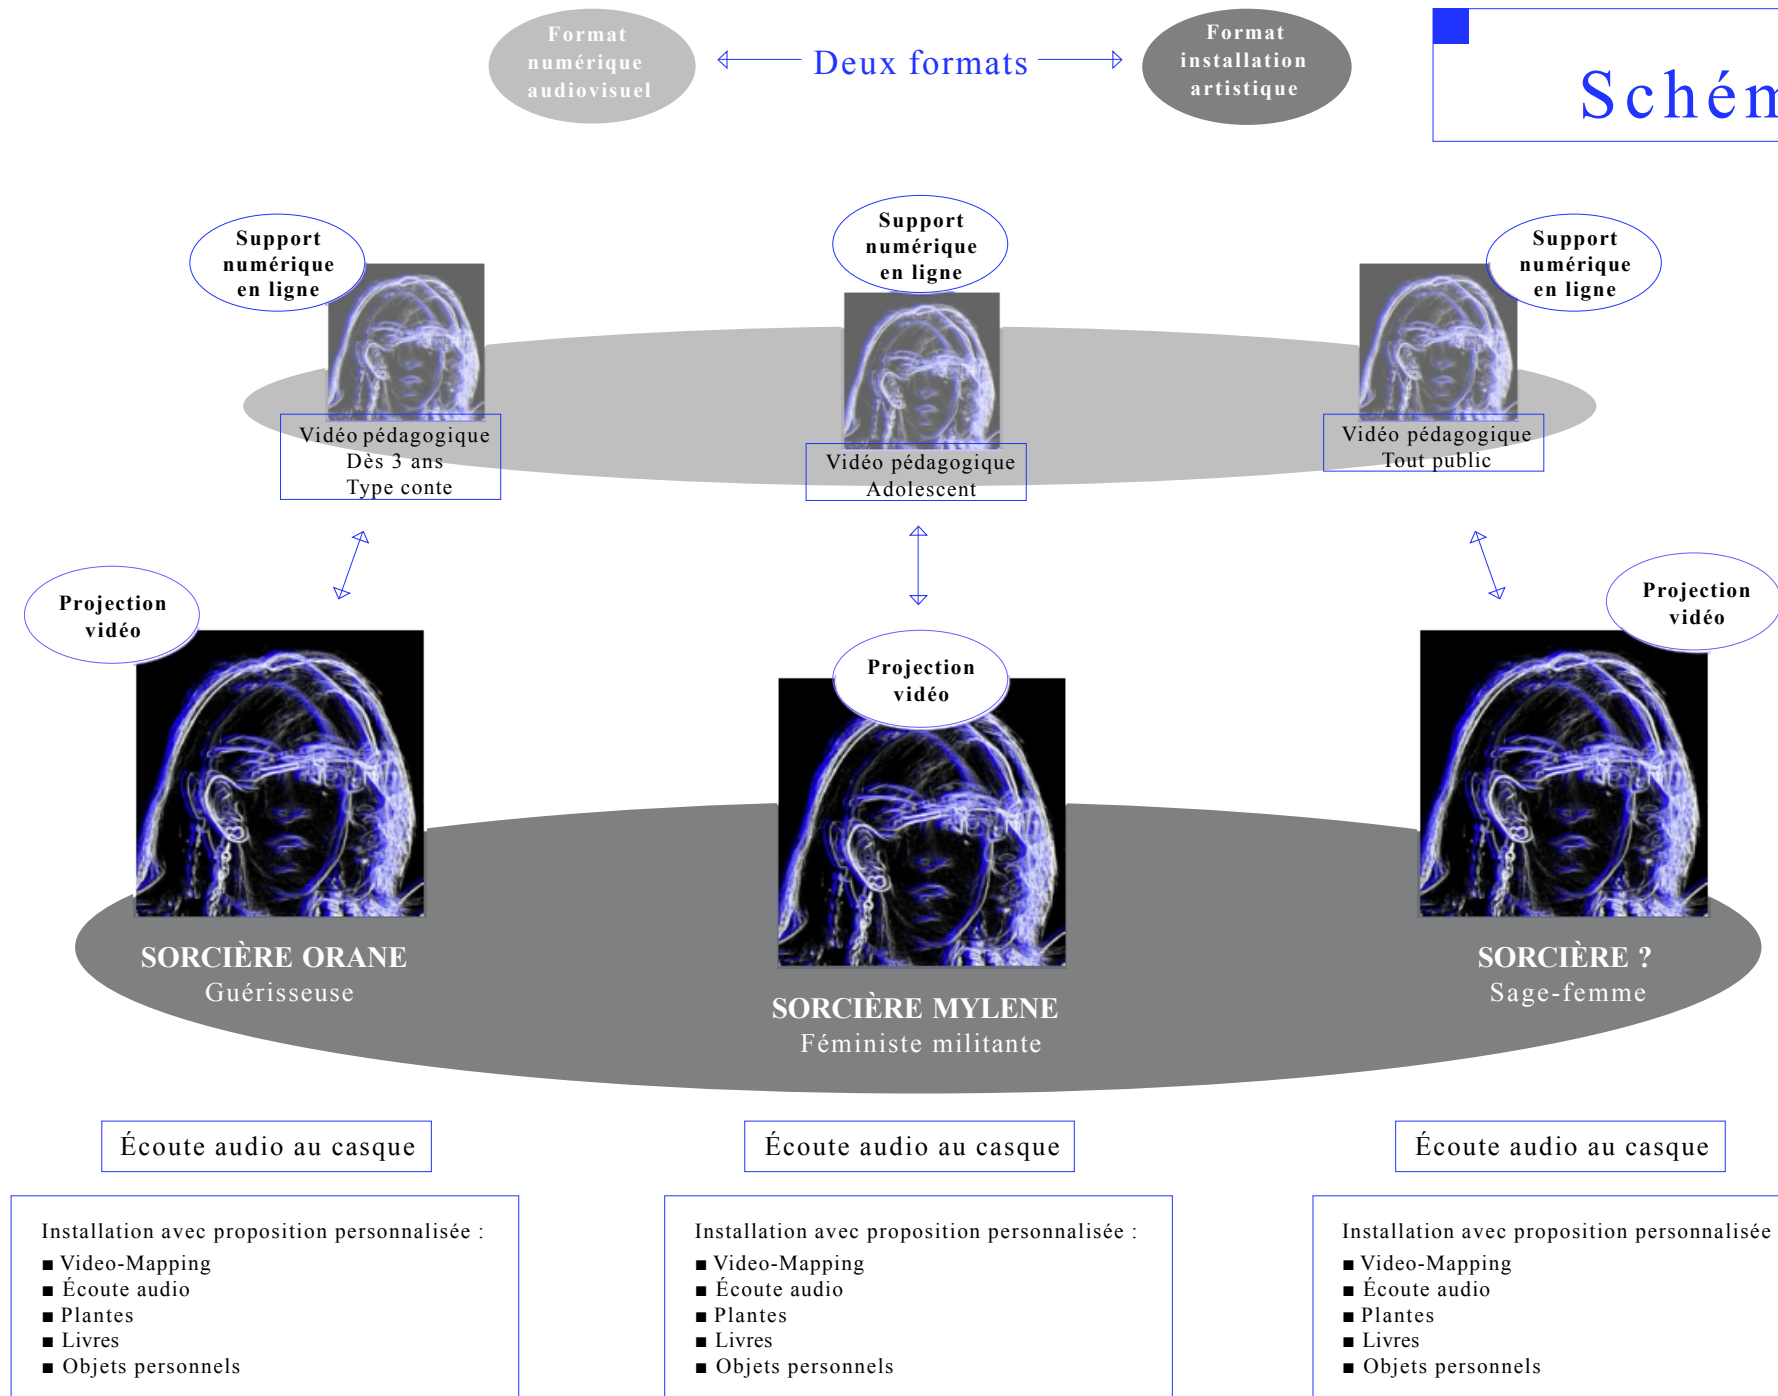 Format
numérique
audiovisuel
Deux formats
Format
installation
artistique
Schém
Support
numérique
en ligne
Support
numérique
en ligne
Support
numérique
en ligne
Vidéo pédagogique
Dès 3 ans
Type conte
Vidéo pédagogique
Adolescent
Vidéo pédagogique
Tout public
Projection
vidéo
Projection
vidéo
Projection
vidéo
SORCIÈRE ORANE
Guérisseuse
SORCIÈRE MYLENE
Féministe militante
SORCIÈRE ?
Sage-femme
Écoute audio au casque
Écoute audio au casque
Écoute audio au casque
Installation avec proposition personnalisée :
■ Video-Mapping
■ Écoute audio
■ Plantes
■ Livres
■ Objets personnels
Installation avec proposition personnalisée :
■ Video-Mapping
■ Écoute audio
■ Plantes
■ Livres
■ Objets personnels
Installation avec proposition personnalisée
■ Video-Mapping
■ Écoute audio
■ Plantes
■ Livres
■ Objets personnels